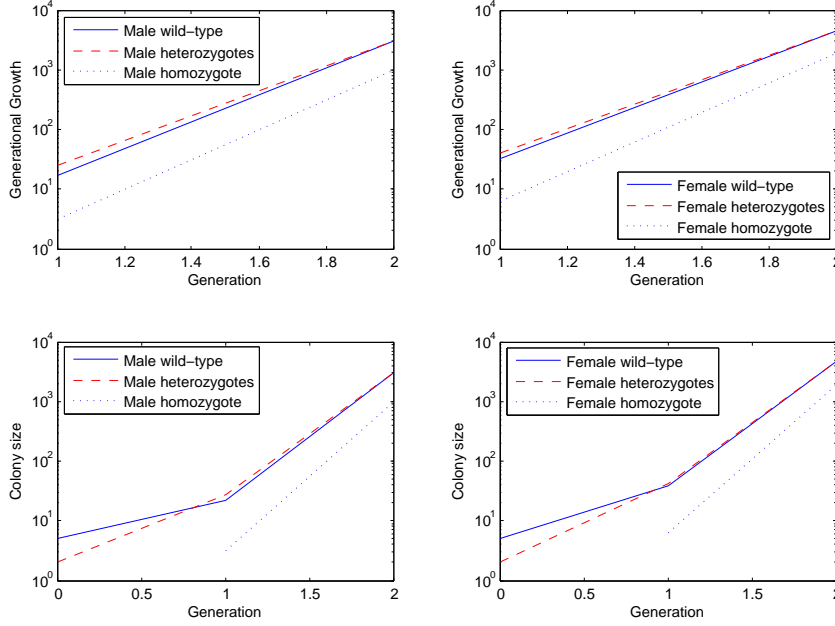 10^4
10^3
10^2
10^1
10^0
Generational Growth
Male wild-type
Male heterozygotes
Male homozygote
1
1.2
1.4
1.6
1.8
2
Generation
10^4
10^3
10^2
10^1
10^0
Generational Growth
Female wild-type
Female heterozygotes
Female homozygote
1
1.2
1.4
1.6
1.8
2
Generation
10^4
10^3
10^2
10^1
10^0
Colony size
Male wild-type
Male heterozygotes
Male homozygote
0
0.5
1
1.5
2
Generation
10^4
10^3
10^2
10^1
10^0
Colony size
Female wild-type
Female heterozygotes
Female homozygote
0
0.5
1
1.5
2
Generation